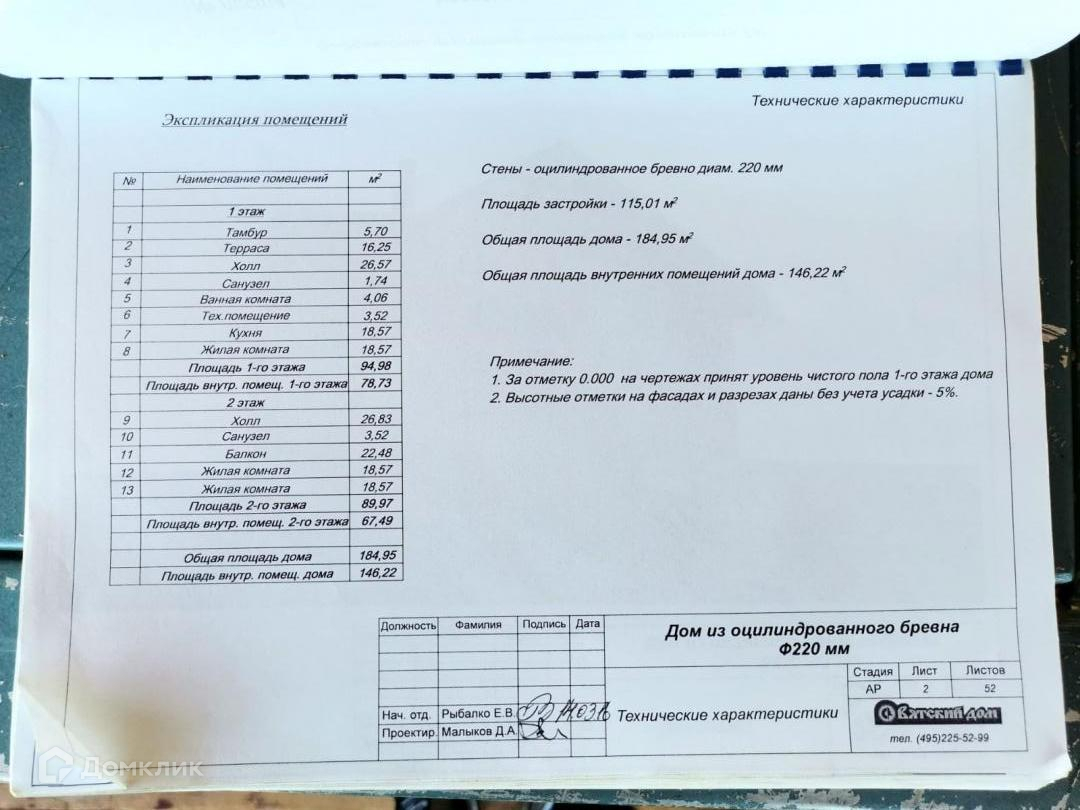 Технические характеристики
Экспликация помещений
№ Наименование помещений м²
1 этаж
1 Тамбур 5,70
2 Терраса 16,25
3 Холл 26,57
4 Санузел 1,74
5 Ванная комната 4,06
6 Тех.помещение 3,52
7 Кухня 18,57
8 Жилая комната 18,57
Площадь 1-го этажа 94,98
Площадь внутр. помещ. 1-го этажа 78,73
2 этаж
9 Холл 26,83
10 Санузел 3,52
11 Балкон 22,48
12 Жилая комната 18,57
13 Жилая комната 18,57
Площадь 2-го этажа 89,97
Площадь внутр. помещ. 2-го этажа 67,49
Общая площадь дома 184,95
Площадь внутр. помещ. дома 146,22
Стены - оцилиндрованное бревно диам. 220 мм
Площадь застройки - 115,01 м²
Общая площадь дома - 184,95 м²
Общая площадь внутренних помещений дома - 146,22 м²
Примечание:
1. За отметку 0.000 на чертежах принят уровень чистого пола 1-го этажа дома
2. Высотные отметки на фасадах и разрезах даны без учета усадки - 5%.
Должность Фамилия Подпись Дата
Нач. отд. Рыбалко Е.В.
Проектир. Малыков Д.А.
Дом из оцилиндрованного бревна
Ф220 мм
Технические характеристики
Стадия Лист Листов
АР 2 52
Вятский дом
тел. (495)225-52-99
Домклик